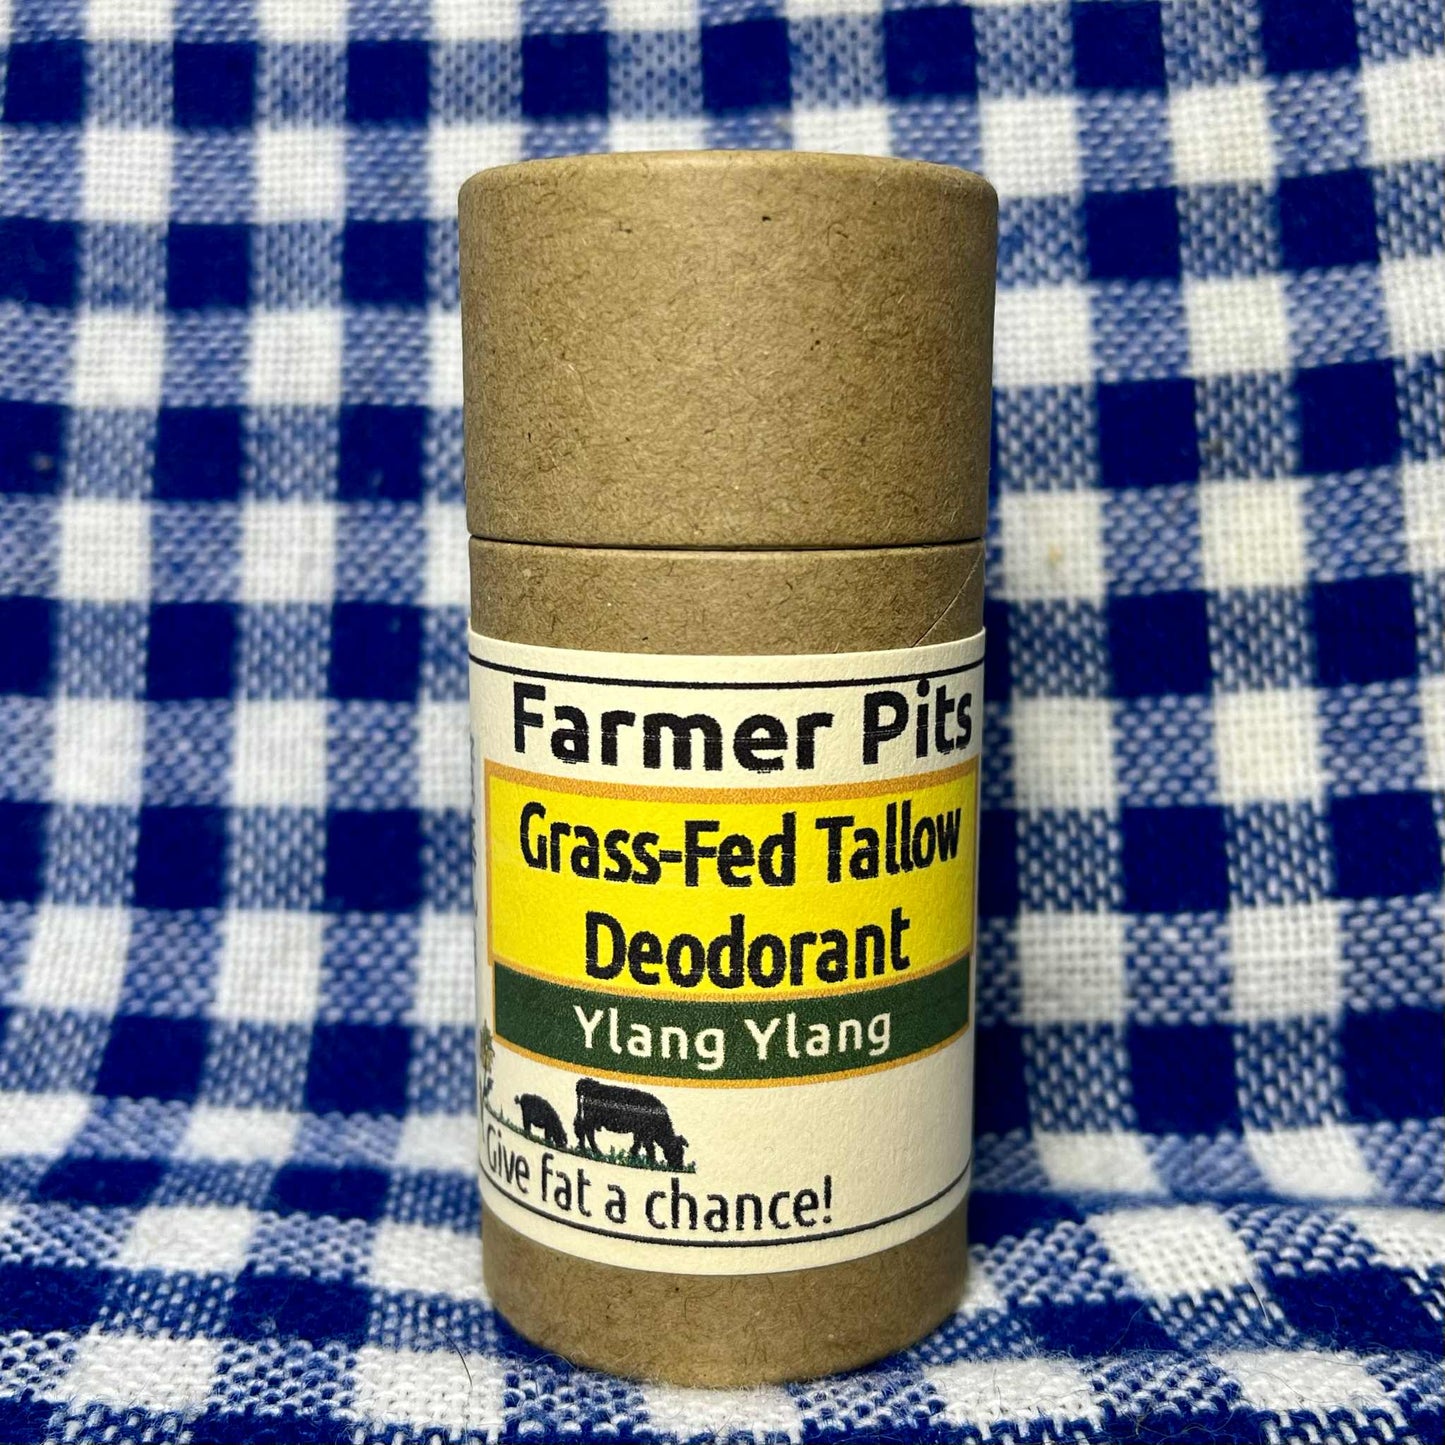 Farmer Pits
Grass-Fed Tallow
Deodorant
Ylang Ylang
Give fat a chance!